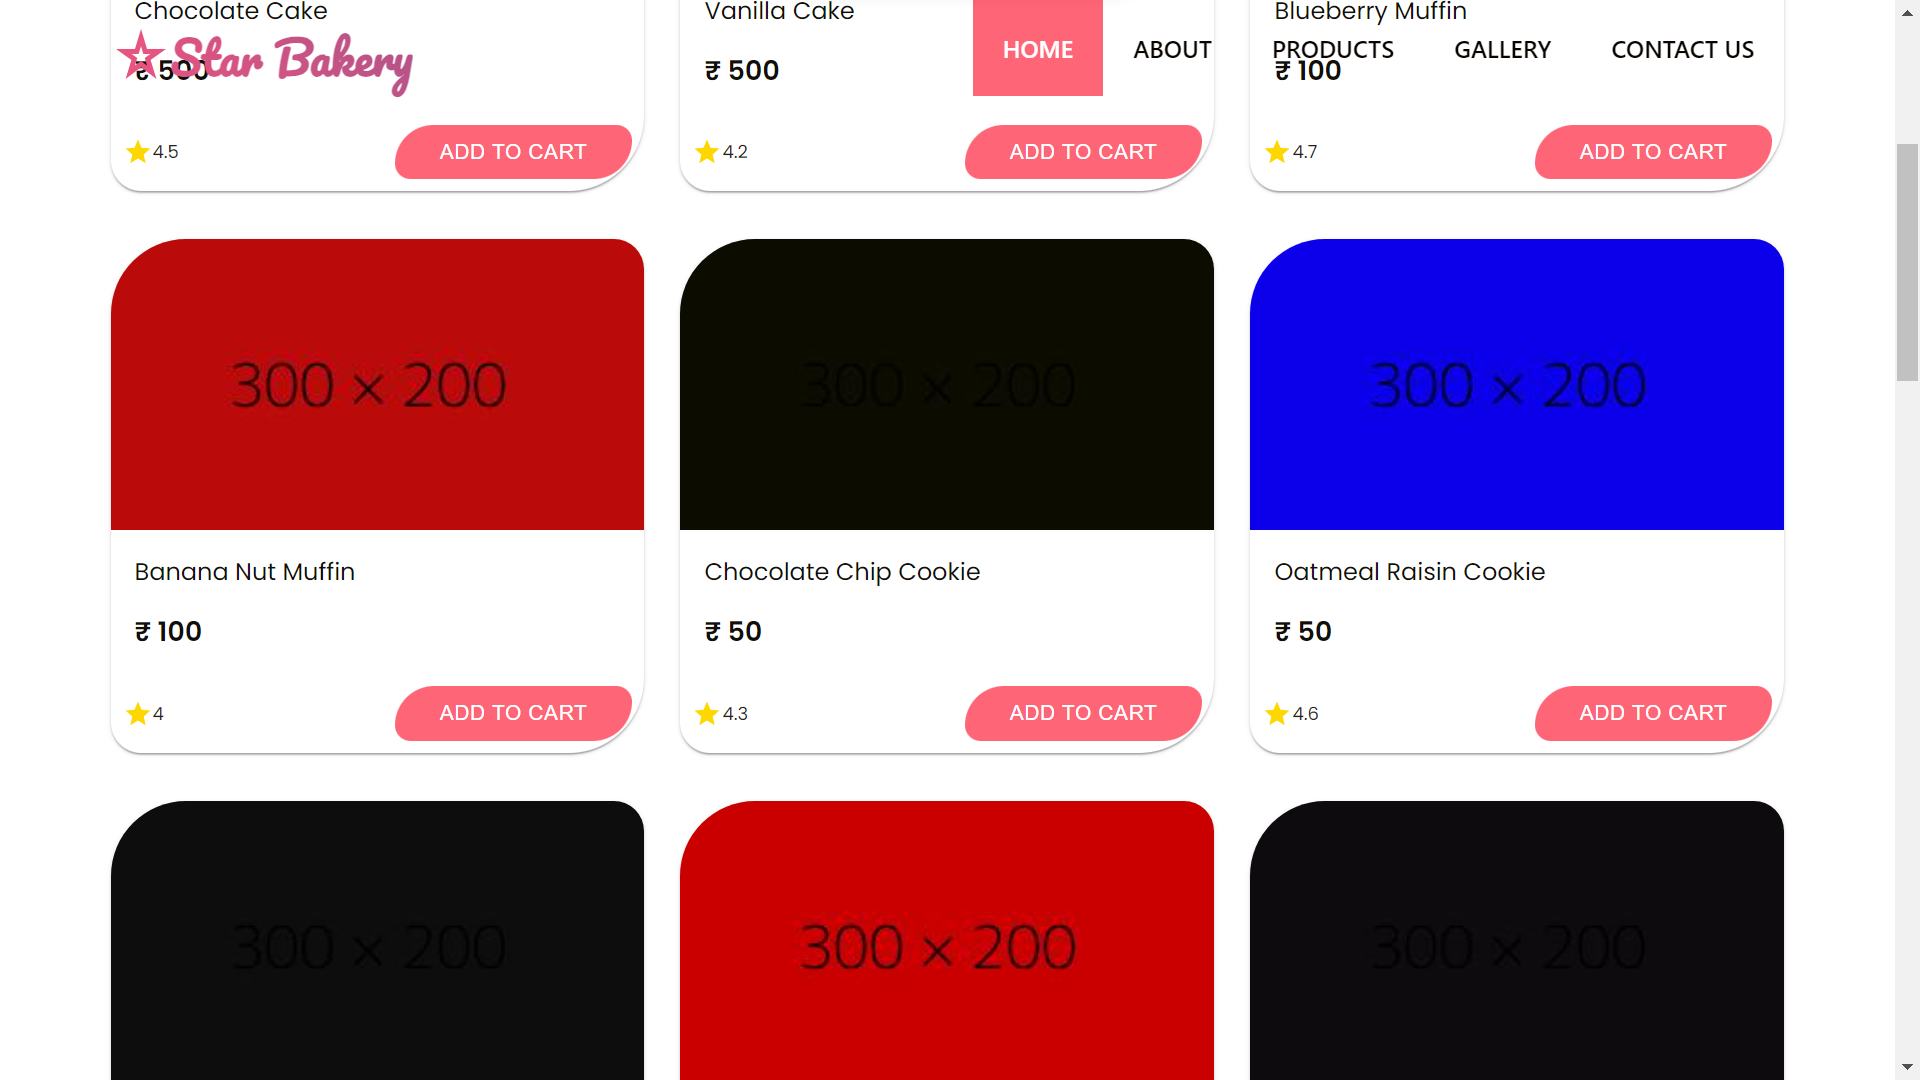 Chocolate Cake
Vanilla Cake
Blueberry Muffin
Star Bakery
HOME
ABOUT
PRODUCTS
GALLERY
CONTACT US
₹ 500
₹ 500
₹ 100
4.5
ADD TO CART
4.2
ADD TO CART
4.7
ADD TO CART
300 × 200
300 × 200
300 × 200
Banana Nut Muffin
Chocolate Chip Cookie
Oatmeal Raisin Cookie
₹ 100
₹ 50
₹ 50
4
ADD TO CART
4.3
ADD TO CART
4.6
ADD TO CART
300 × 200
300 × 200
300 × 200